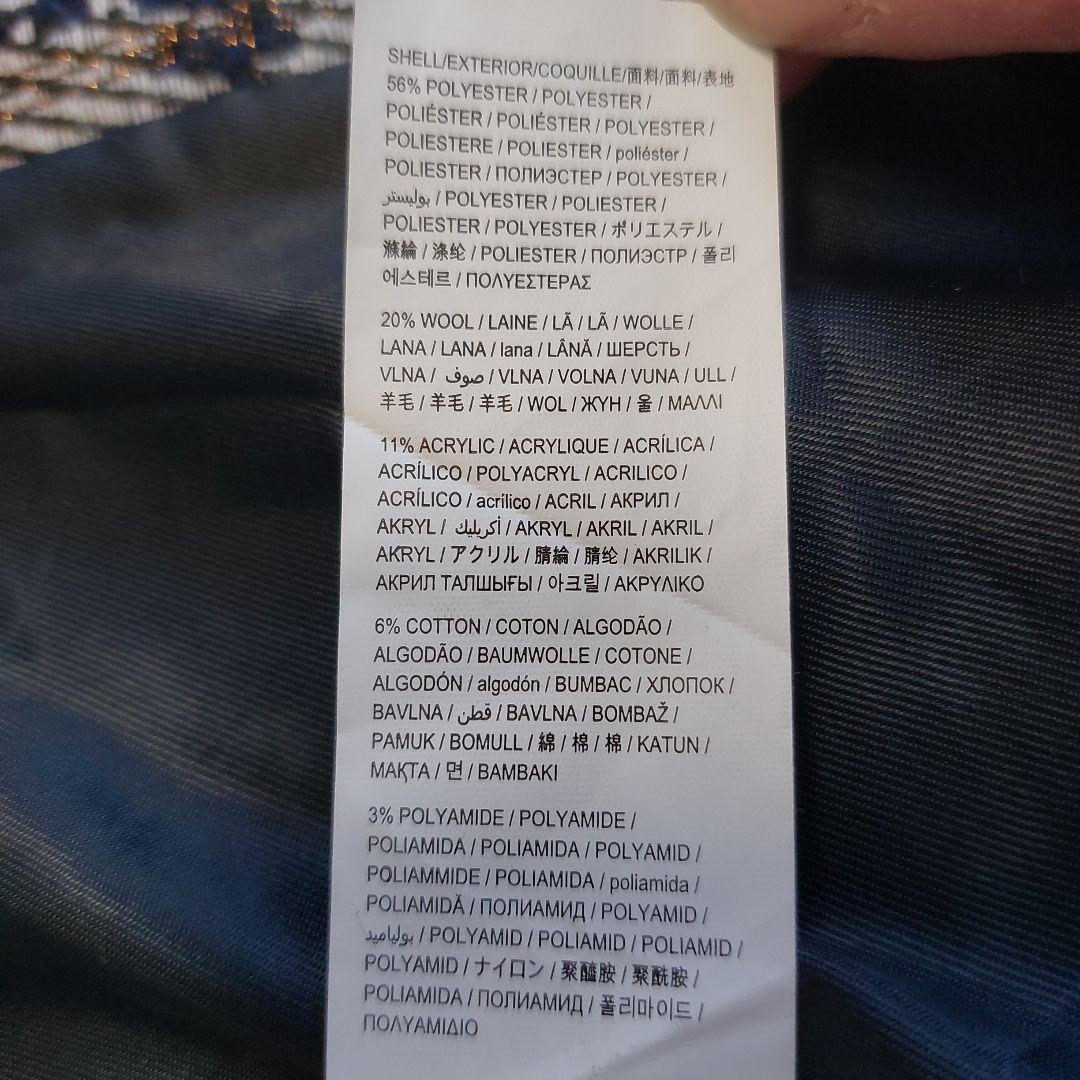 SHELL/EXTERIOR/COQUILLE/面料/面料/表地
56% POLYESTER / POLYESTER /
POLIÉSTER / POLIÉSTER / POLYESTER /
POLIESTERE / POLIESTER / poliéster /
POLIESTER / ПОЛИЭСТЕР / POLYESTER /
بوليستر / POLYESTER / POLIESTER /
POLIESTER / POLYESTER / ポリエステル /
滌綸 / 涤纶 / POLIESTER / ПОЛИЭСТР / 폴리
에스테르 / ΠΟΛΥΕΣΤΕΡΑΣ
20% WOOL / LAINE / LÃ / LÃ / WOLLE /
LANA / LANA / lana / LÂNĂ / ШЕРСТЬ /
VLNA / صوف / VLNA / VOLNA / VUNA / ULL /
羊毛 / 羊毛 / 羊毛 / WOL / ЖҮН / 울 / ΜΑΛΛΙ
11% ACRYLIC / ACRYLIQUE / ACRÍLICA /
ACRÍLICO / POLYACRYL / ACRILICO /
ACRÍLICO / acrílico / ACRIL / АКРИЛ /
AKRYL / أكريليك / AKRYL / AKRIL / AKRIL /
AKRYL / アクリル / 腈綸 / 腈纶 / AKRILIK /
АКРИЛ ТАЛШЫҒЫ / 아크릴 / ΑΚΡΥΛΙΚΟ
6% COTTON / COTON / ALGODÃO /
ALGODÃO / BAUMWOLLE / COTONE /
ALGODÓN / algodón / BUMBAC / ХЛОПОК /
BAVLNA / قطن / BAVLNA / BOMBAŽ /
PAMUK / BOMULL / 綿 / 棉 / 棉 / KATUN /
МАҚТА / 면 / ΒΑΜΒΑΚΙ
3% POLYAMIDE / POLYAMIDE /
POLIAMIDA / POLIAMIDA / POLYAMID /
POLIAMMIDE / POLIAMIDA / poliamida /
POLIAMIDĂ / ПОЛИАМИД / POLYAMID /
بولياميد / POLYAMID / POLIAMID / POLIAMID /
POLYAMID / ナイロン / 聚醯胺 / 聚酰胺 /
POLIAMIDA / ПОЛИАМИД / 폴리마이드 /
ΠΟΛΥΑΜΙΔΙΟ